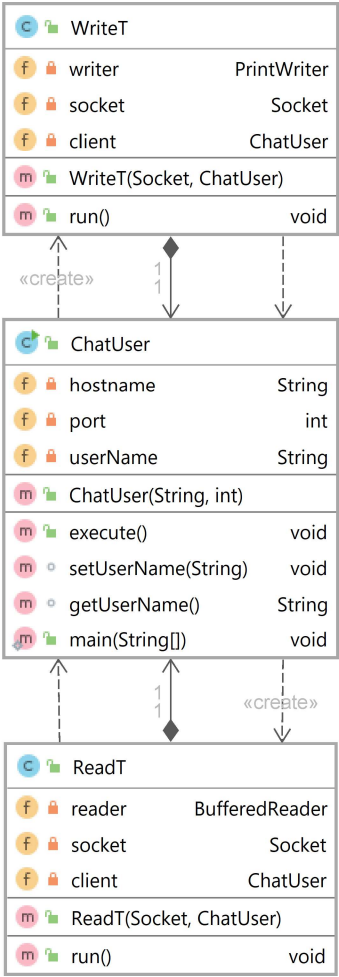 C WriteT
f writer PrintWriter
f socket Socket
f client ChatUser
m WriteT(Socket, ChatUser)
m run() void
«create»
1
1
C ChatUser
f hostname String
f port int
f userName String
m ChatUser(String, int)
m execute() void
m setUserName(String) void
m getUserName() String
m main(String[]) void
1
1
«create»
C ReadT
f reader BufferedReader
f socket Socket
f client ChatUser
m ReadT(Socket, ChatUser)
m run() void